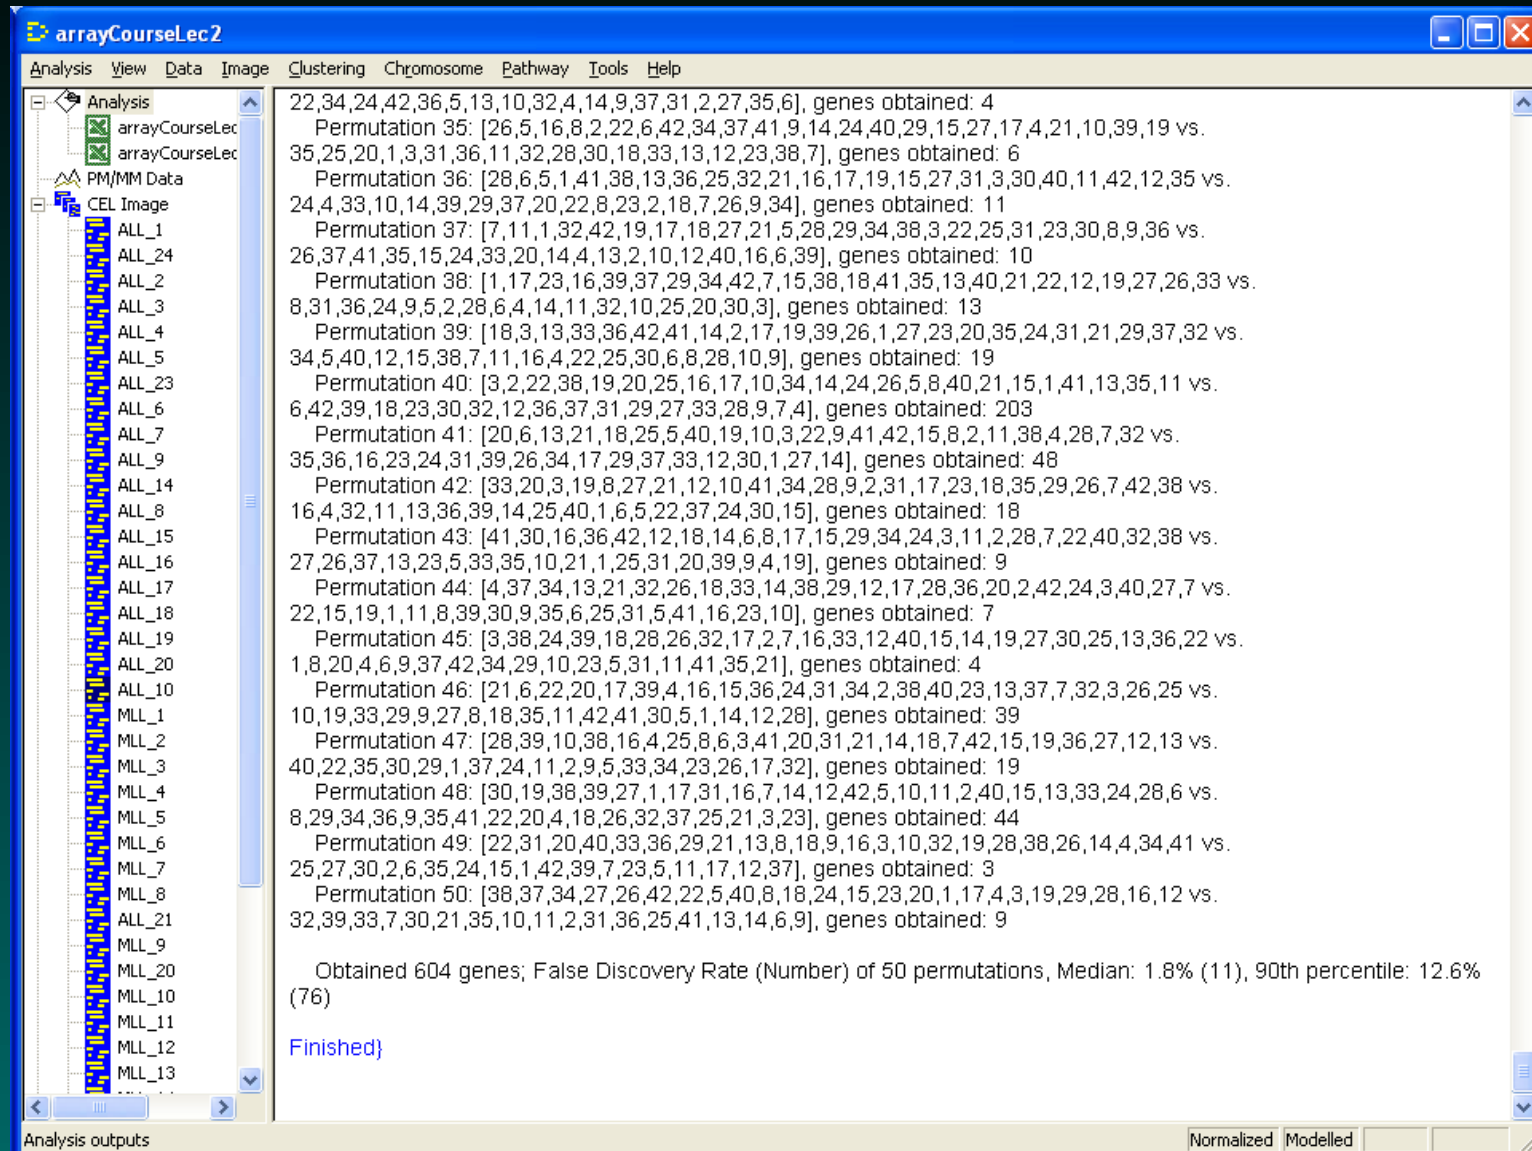 arrayCourseLec2
Analysis View Data Image Clustering Chromosome Pathway Tools Help
Analysis
arrayCourseLec
arrayCourseLec
PM/MM Data
CEL Image
ALL_1
ALL_24
ALL_2
ALL_3
ALL_4
ALL_5
ALL_23
ALL_6
ALL_7
ALL_9
ALL_14
ALL_8
ALL_15
ALL_16
ALL_17
ALL_18
ALL_19
ALL_20
ALL_10
MLL_1
MLL_2
MLL_3
MLL_4
MLL_5
MLL_6
MLL_7
MLL_8
ALL_21
MLL_9
MLL_20
MLL_10
MLL_11
MLL_12
MLL_13
22,34,24,42,36,5,13,10,32,4,14,9,37,31,2,27,35,6], genes obtained: 4
Permutation 35: [26,5,16,8,2,22,6,42,34,37,41,9,14,24,40,29,15,27,17,4,21,10,39,19 vs.
35,25,20,1,3,31,36,11,32,28,30,18,33,13,12,23,38,7], genes obtained: 6
Permutation 36: [28,6,5,1,41,38,13,36,25,32,21,16,17,19,15,27,31,3,30,40,11,42,12,35 vs.
24,4,33,10,14,39,29,37,20,22,8,23,2,18,7,26,9,34], genes obtained: 11
Permutation 37: [7,11,1,32,42,19,17,18,27,21,5,28,29,34,38,3,22,25,31,23,30,8,9,36 vs.
26,37,41,35,15,24,33,20,14,4,13,2,10,12,40,16,6,39], genes obtained: 10
Permutation 38: [1,17,23,16,39,37,29,34,42,7,15,38,18,41,35,13,40,21,22,12,19,27,26,33 vs.
8,31,36,24,9,5,2,28,6,4,14,11,32,10,25,20,30,3], genes obtained: 13
Permutation 39: [18,3,13,33,36,42,41,14,2,17,19,39,26,1,27,23,20,35,24,31,21,29,37,32 vs.
34,5,40,12,15,38,7,11,16,4,22,25,30,6,8,28,10,9], genes obtained: 19
Permutation 40: [3,2,22,38,19,20,25,16,17,10,34,14,24,26,5,8,40,21,15,1,41,13,35,11 vs.
6,42,39,18,23,30,32,12,36,37,31,29,27,33,28,9,7,4], genes obtained: 203
Permutation 41: [20,6,13,21,18,25,5,40,19,10,3,22,9,41,42,15,8,2,11,38,4,28,7,32 vs.
35,36,16,23,24,31,39,26,34,17,29,37,33,12,30,1,27,14], genes obtained: 48
Permutation 42: [33,20,3,19,8,27,21,12,10,41,34,28,9,2,31,17,23,18,35,29,26,7,42,38 vs.
16,4,32,11,13,36,39,14,25,40,1,6,5,22,37,24,30,15], genes obtained: 18
Permutation 43: [41,30,16,36,42,12,18,14,6,8,17,15,29,34,24,3,11,2,28,7,22,40,32,38 vs.
27,26,37,13,23,5,33,35,10,21,1,25,31,20,39,9,4,19], genes obtained: 9
Permutation 44: [4,37,34,13,21,32,26,18,33,14,38,29,12,17,28,36,20,2,42,24,3,40,27,7 vs.
22,15,19,1,11,8,39,30,9,35,6,25,31,5,41,16,23,10], genes obtained: 7
Permutation 45: [3,38,24,39,18,28,26,32,17,2,7,16,33,12,40,15,14,19,27,30,25,13,36,22 vs.
1,8,20,4,6,9,37,42,34,29,10,23,5,31,11,41,35,21], genes obtained: 4
Permutation 46: [21,6,22,20,17,39,4,16,15,36,24,31,34,2,38,40,23,13,37,7,32,3,26,25 vs.
10,19,33,29,9,27,8,18,35,11,42,41,30,5,1,14,12,28], genes obtained: 39
Permutation 47: [28,39,10,38,16,4,25,8,6,3,41,20,31,21,14,18,7,42,15,19,36,27,12,13 vs.
40,22,35,30,29,1,37,24,11,2,9,5,33,34,23,26,17,32], genes obtained: 19
Permutation 48: [30,19,38,39,27,1,17,31,16,7,14,12,42,5,10,11,2,40,15,13,33,24,28,6 vs.
8,29,34,36,9,35,41,22,20,4,18,26,32,37,25,21,3,23], genes obtained: 44
Permutation 49: [22,31,20,40,33,36,29,21,13,8,18,9,16,3,10,32,19,28,38,26,14,4,34,41 vs.
25,27,30,2,6,35,24,15,1,42,39,7,23,5,11,17,12,37], genes obtained: 3
Permutation 50: [38,37,34,27,26,42,22,5,40,8,18,24,15,23,20,1,17,4,3,19,29,28,16,12 vs.
32,39,33,7,30,21,35,10,11,2,31,36,25,41,13,14,6,9], genes obtained: 9
Obtained 604 genes; False Discovery Rate (Number) of 50 permutations, Median: 1.8% (11), 90th percentile: 12.6%
(76)
Finished}
Analysis outputs
Normalized Modelled